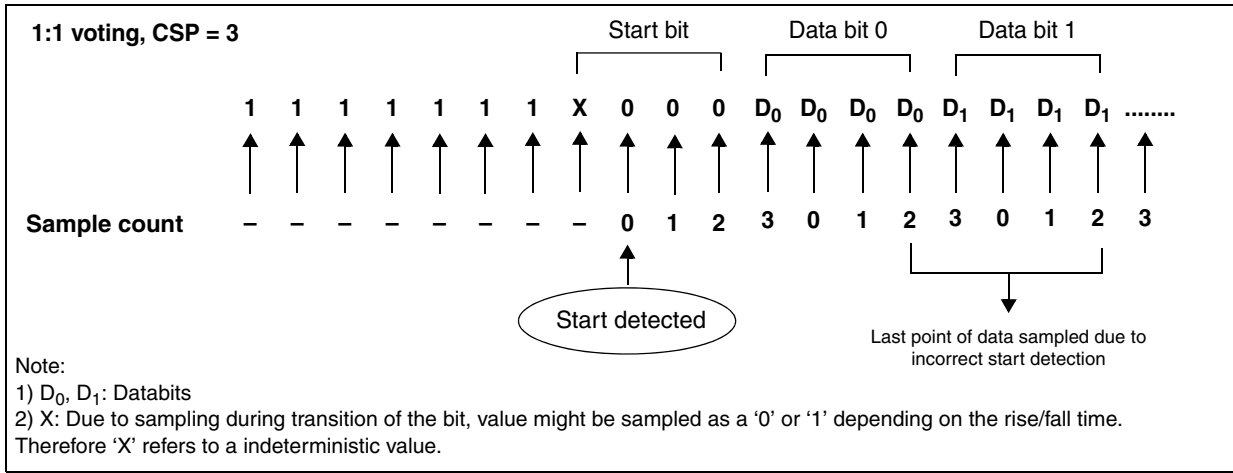 1:1 voting, CSP = 3
Start bit Data bit 0 Data bit 1
1 1 1 1 1 1 1 X 0 0 0 D₀ D₀ D₀ D₀ D₁ D₁ D₁ D₁ ........
Sample count – – – – – – – – 0 1 2 3 0 1 2 3 0 1 2 3
Start detected
Last point of data sampled due to
incorrect start detection
Note:
1) D₀, D₁: Databits
2) X: Due to sampling during transition of the bit, value might be sampled as a ‘0’ or ‘1’ depending on the rise/fall time.
Therefore ‘X’ refers to a indeterministic value.